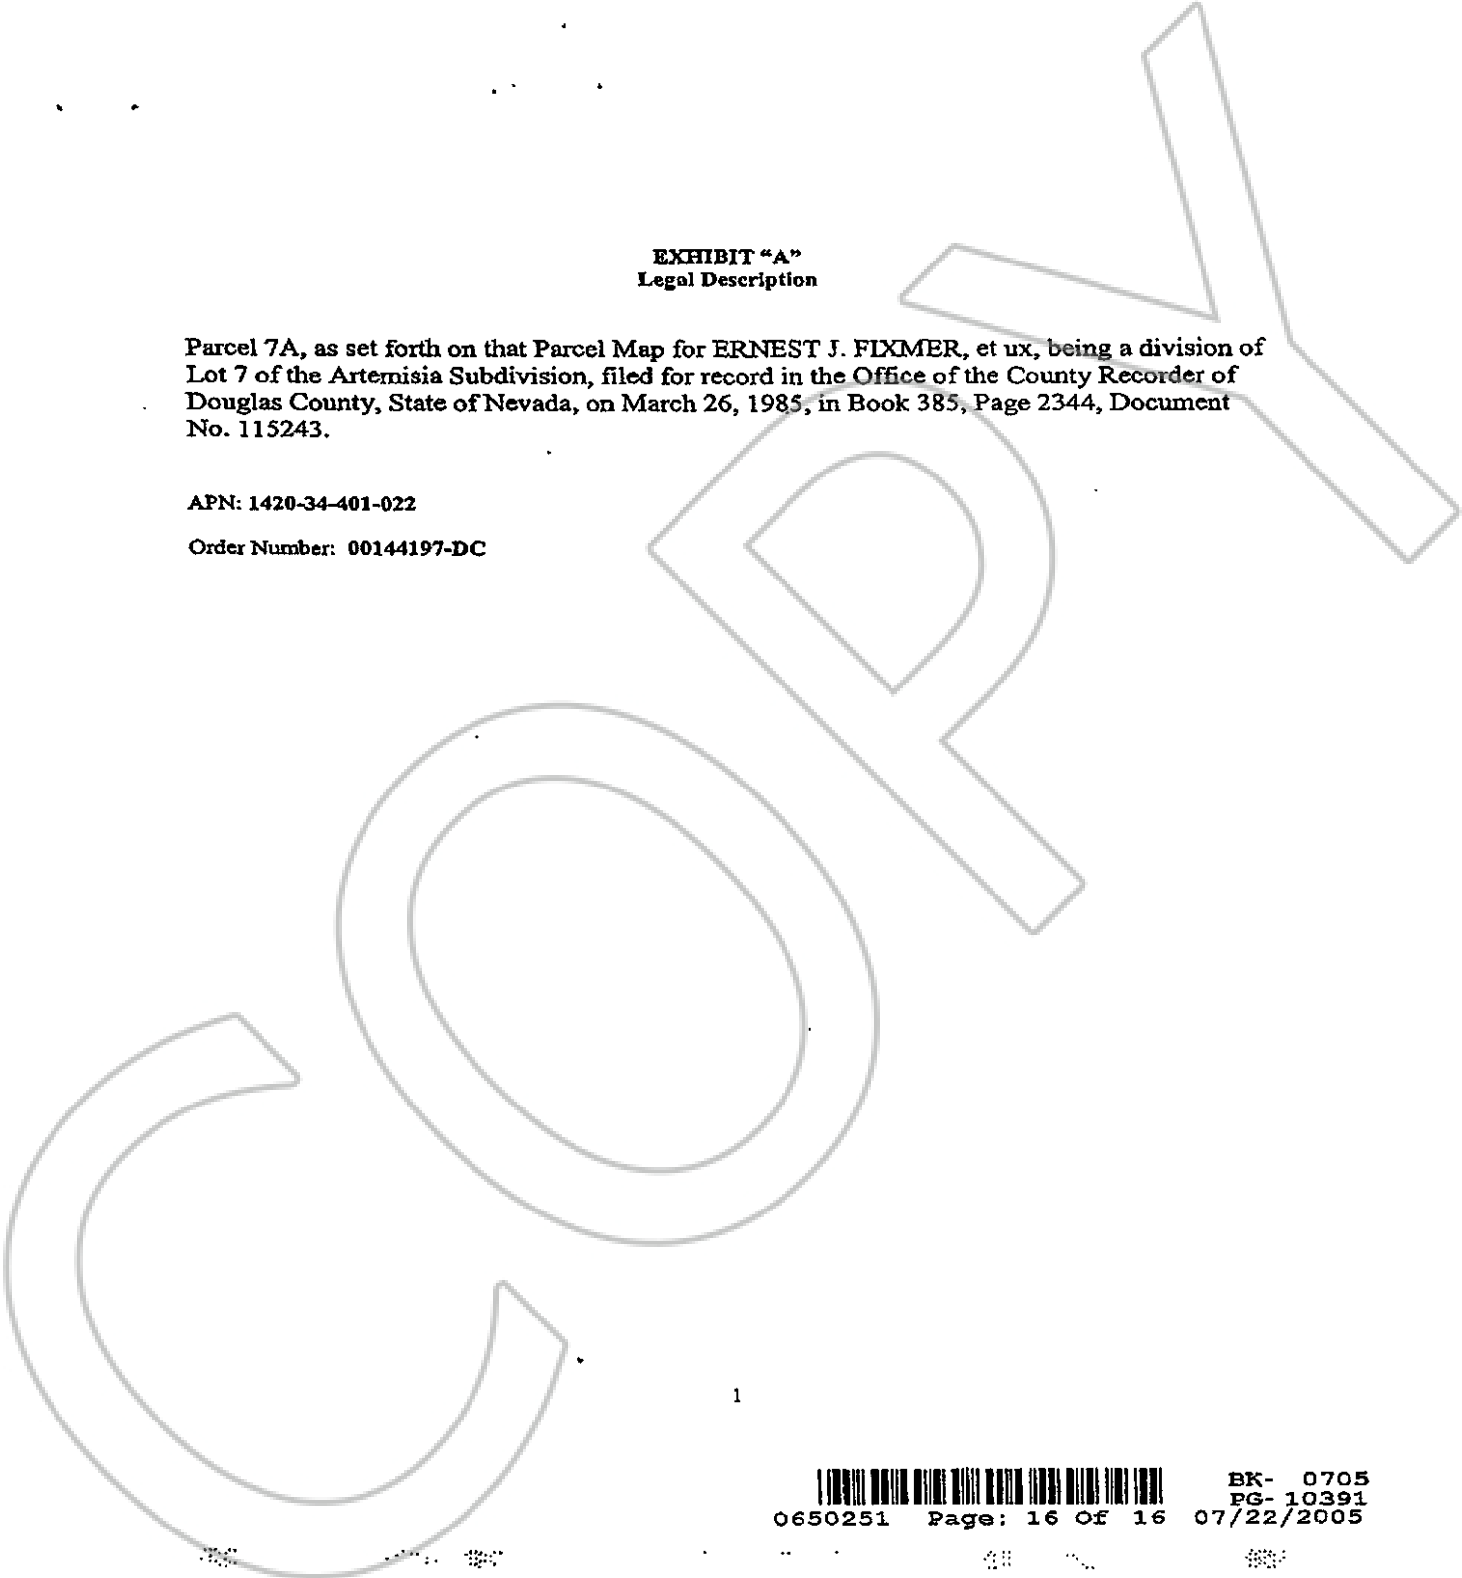 EXHIBIT “A”
Legal Description
Parcel 7A, as set forth on that Parcel Map for ERNEST J. FIXMER, et ux, being a division of
Lot 7 of the Artemisia Subdivision, filed for record in the Office of the County Recorder of
Douglas County, State of Nevada, on March 26, 1985, in Book 385, Page 2344, Document
No. 115243.
APN: 1420-34-401-022
Order Number: 00144197-DC
COPY
1
BK- 0705
PG- 10391
0650251 Page: 16 Of 16 07/22/2005